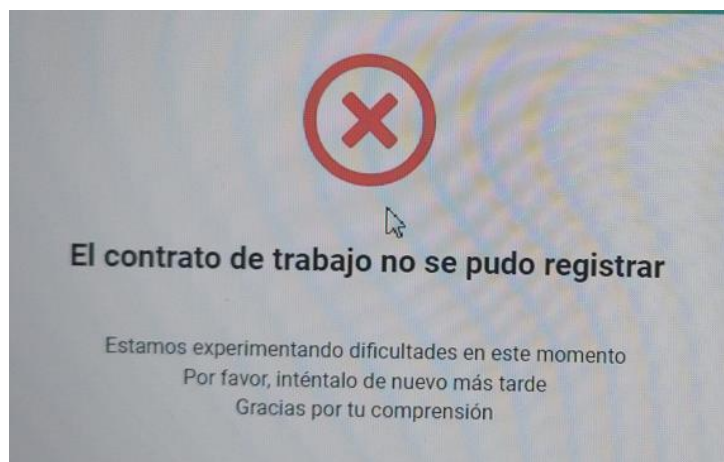 El contrato de trabajo no se pudo registrar
Estamos experimentando dificultades en este momento
Por favor, inténtalo de nuevo más tarde
Gracias por tu comprensión